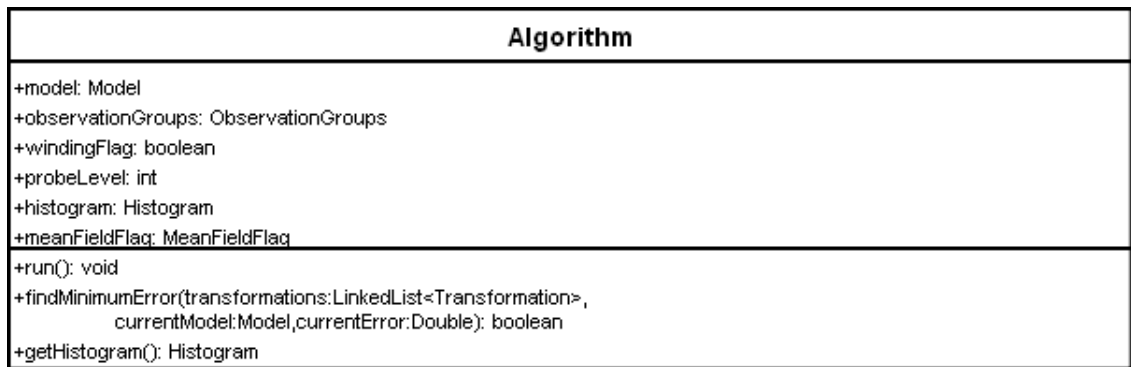 Algorithm
+model: Model
+observationGroups: ObservationGroups
+windingFlag: boolean
+probeLevel: int
+histogram: Histogram
+meanFieldFlag: MeanFieldFlag
+run(): void
+findMinimumError(transformations:LinkedList<Transformation>,
currentModel:Model,currentError:Double): boolean
+getHistogram(): Histogram